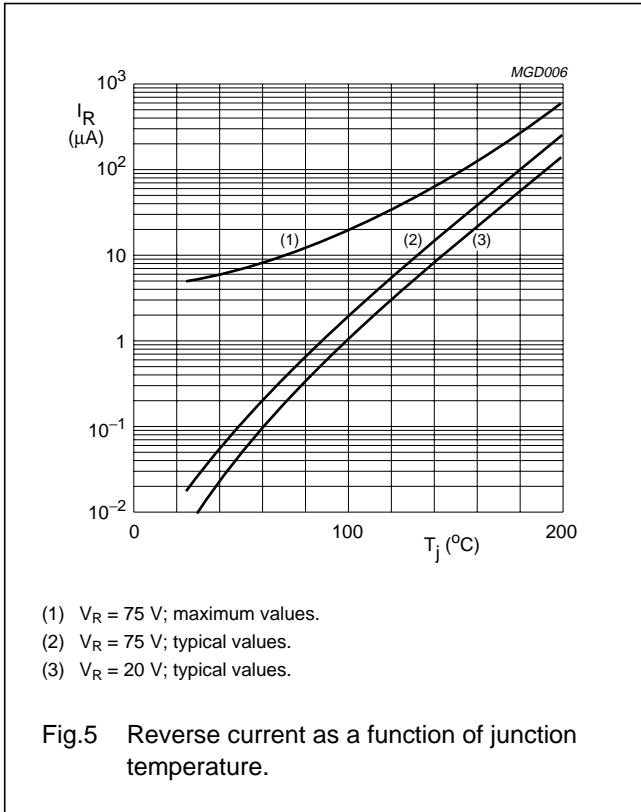 MGD006
10³
I_R
(μA)
10²
10
1
10⁻¹
10⁻²
(1)
(2)
(3)
0
100
200
T_j (°C)
(1) V_R = 75 V; maximum values.
(2) V_R = 75 V; typical values.
(3) V_R = 20 V; typical values.
Fig.5 Reverse current as a function of junction
temperature.